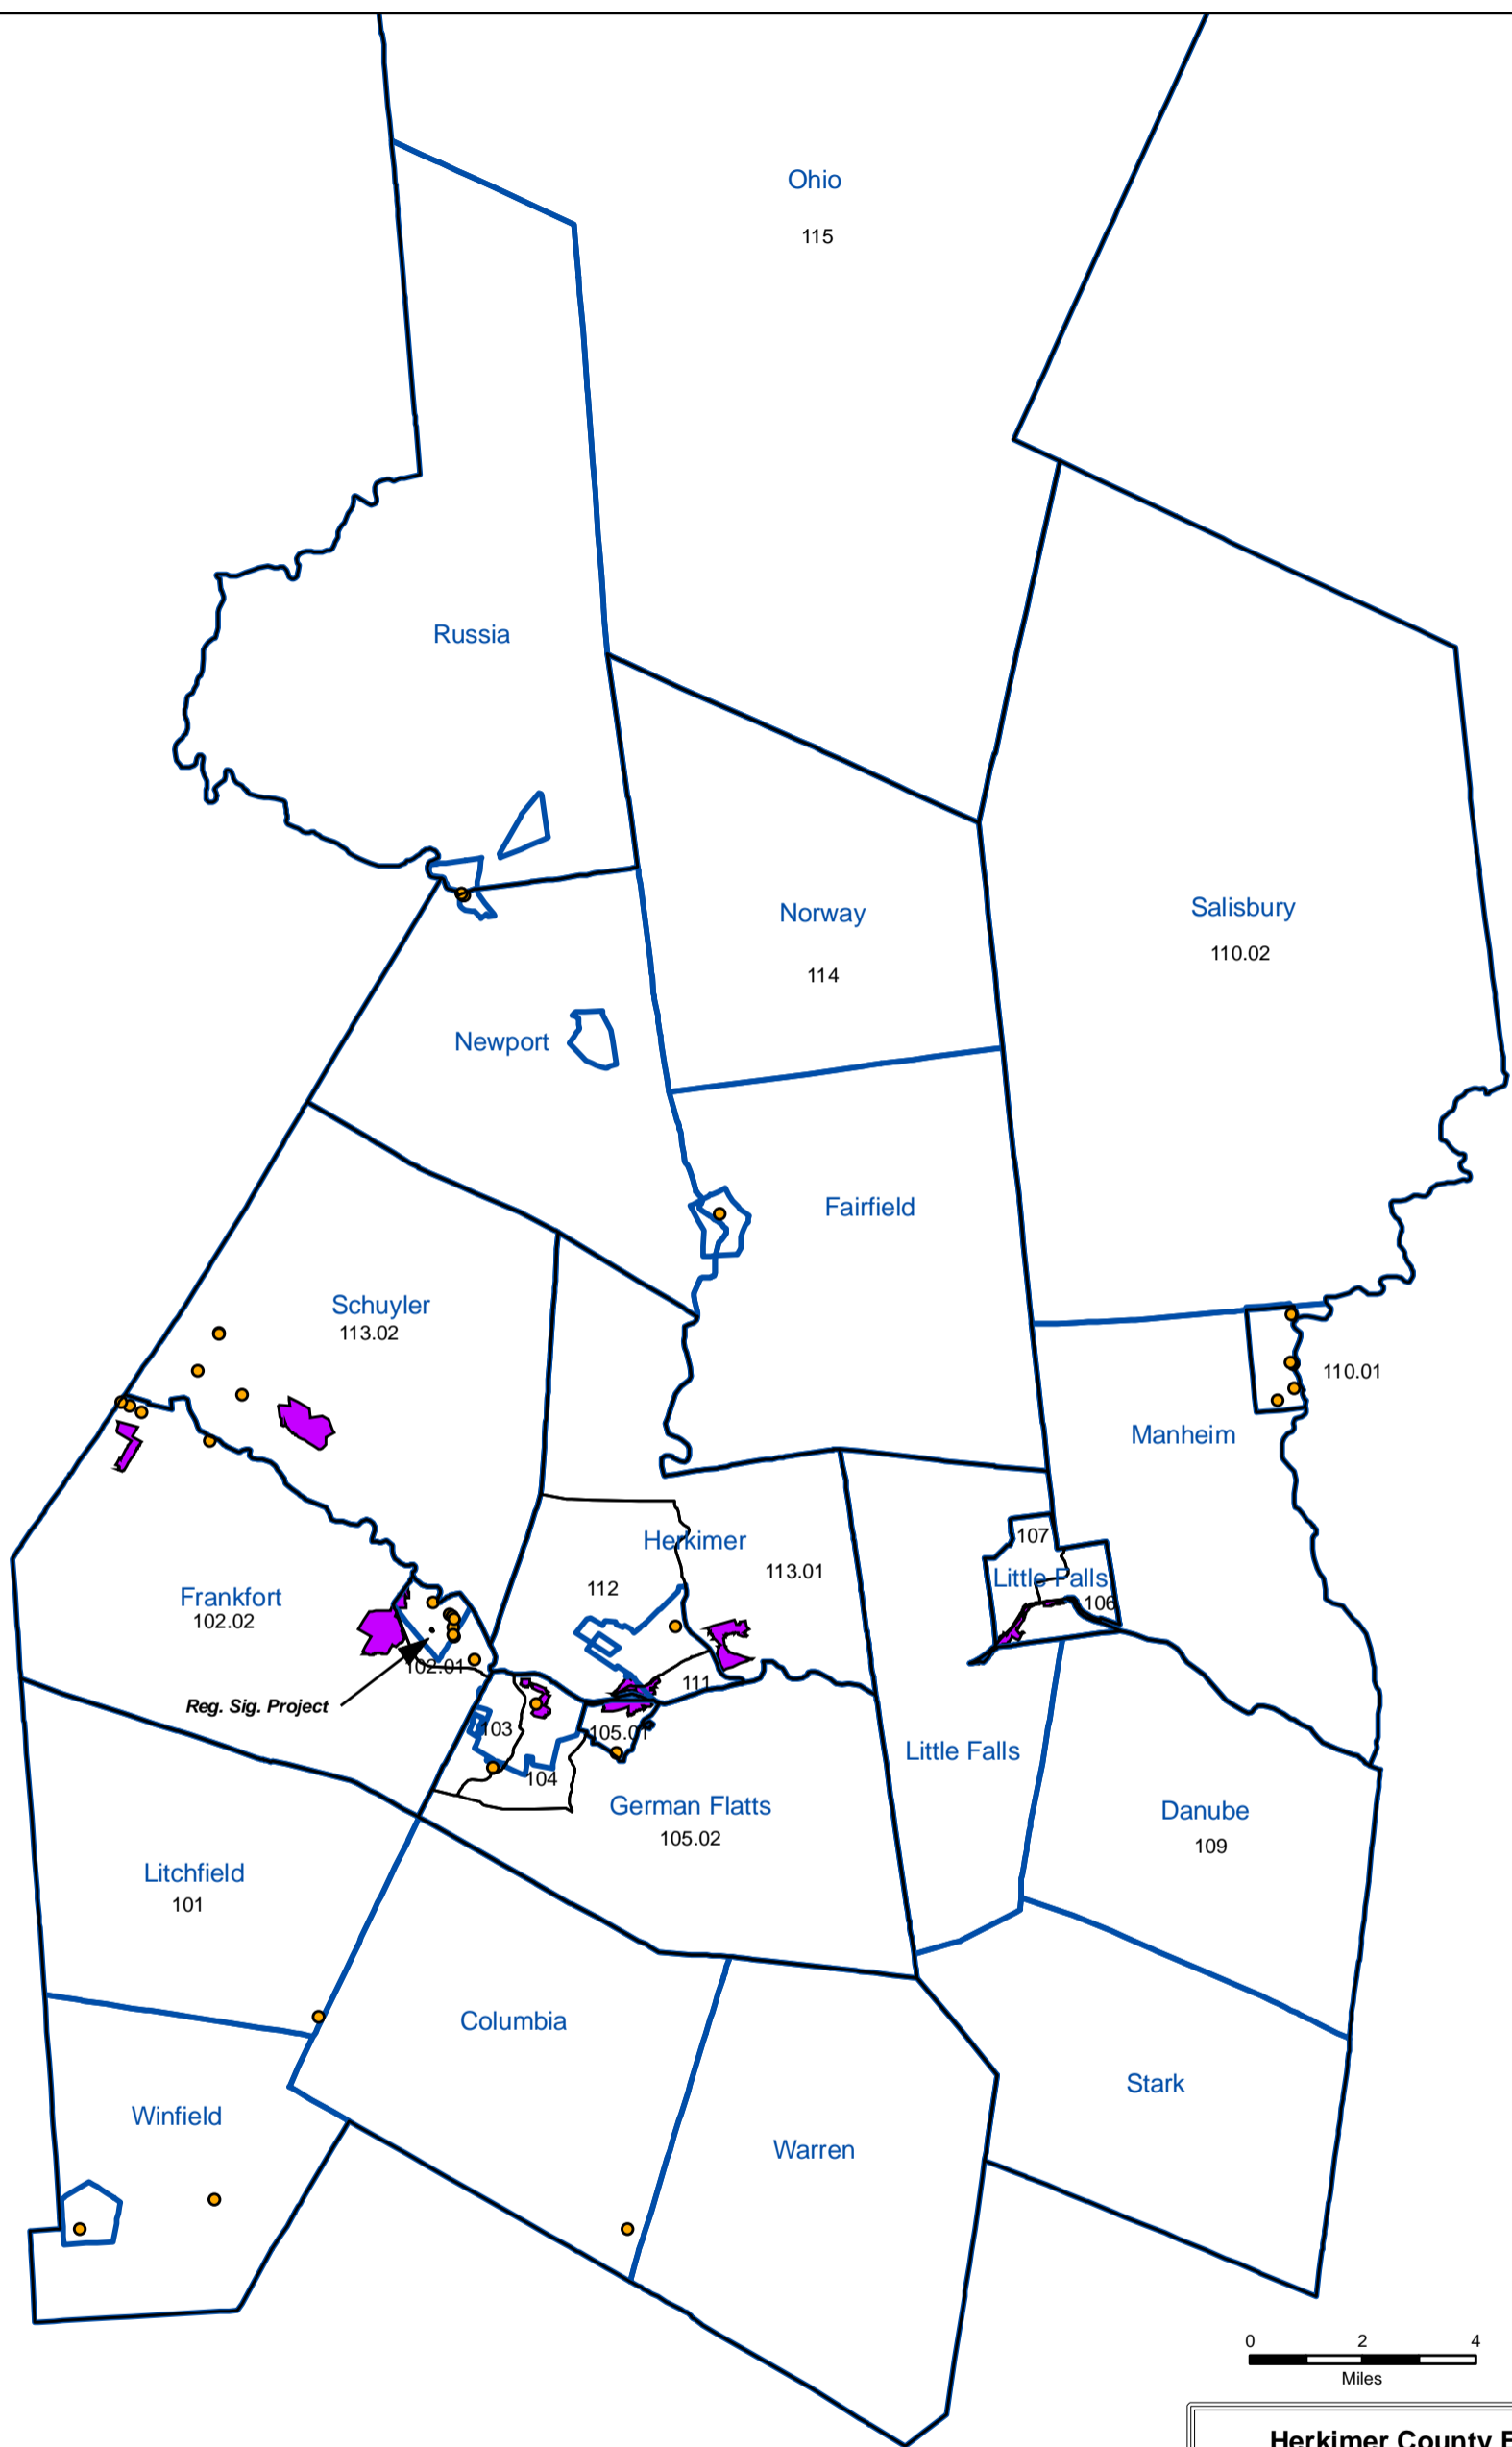 Ohio
115
Russia
Norway
114
Salisbury
110.02
Newport
Fairfield
Schuyler
113.02
110.01
Manheim
Herkimer
113.01
112
107
Little Falls
106
Frankfort
102.02
102.01
Reg. Sig. Project
111
103
105.01
104
German Flatts
105.02
Little Falls
Danube
109
Litchfield
101
Columbia
Stark
Winfield
Warren
0 2 4
Miles
Herkimer County